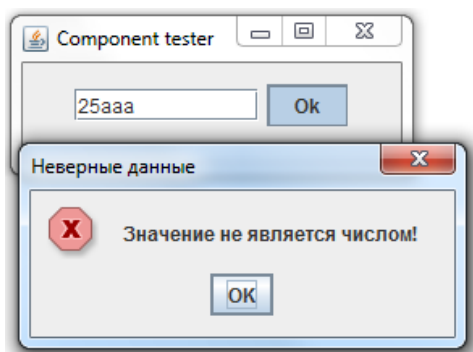 Component tester
25aaa
Ok
Неверные данные
Значение не является числом!
OK